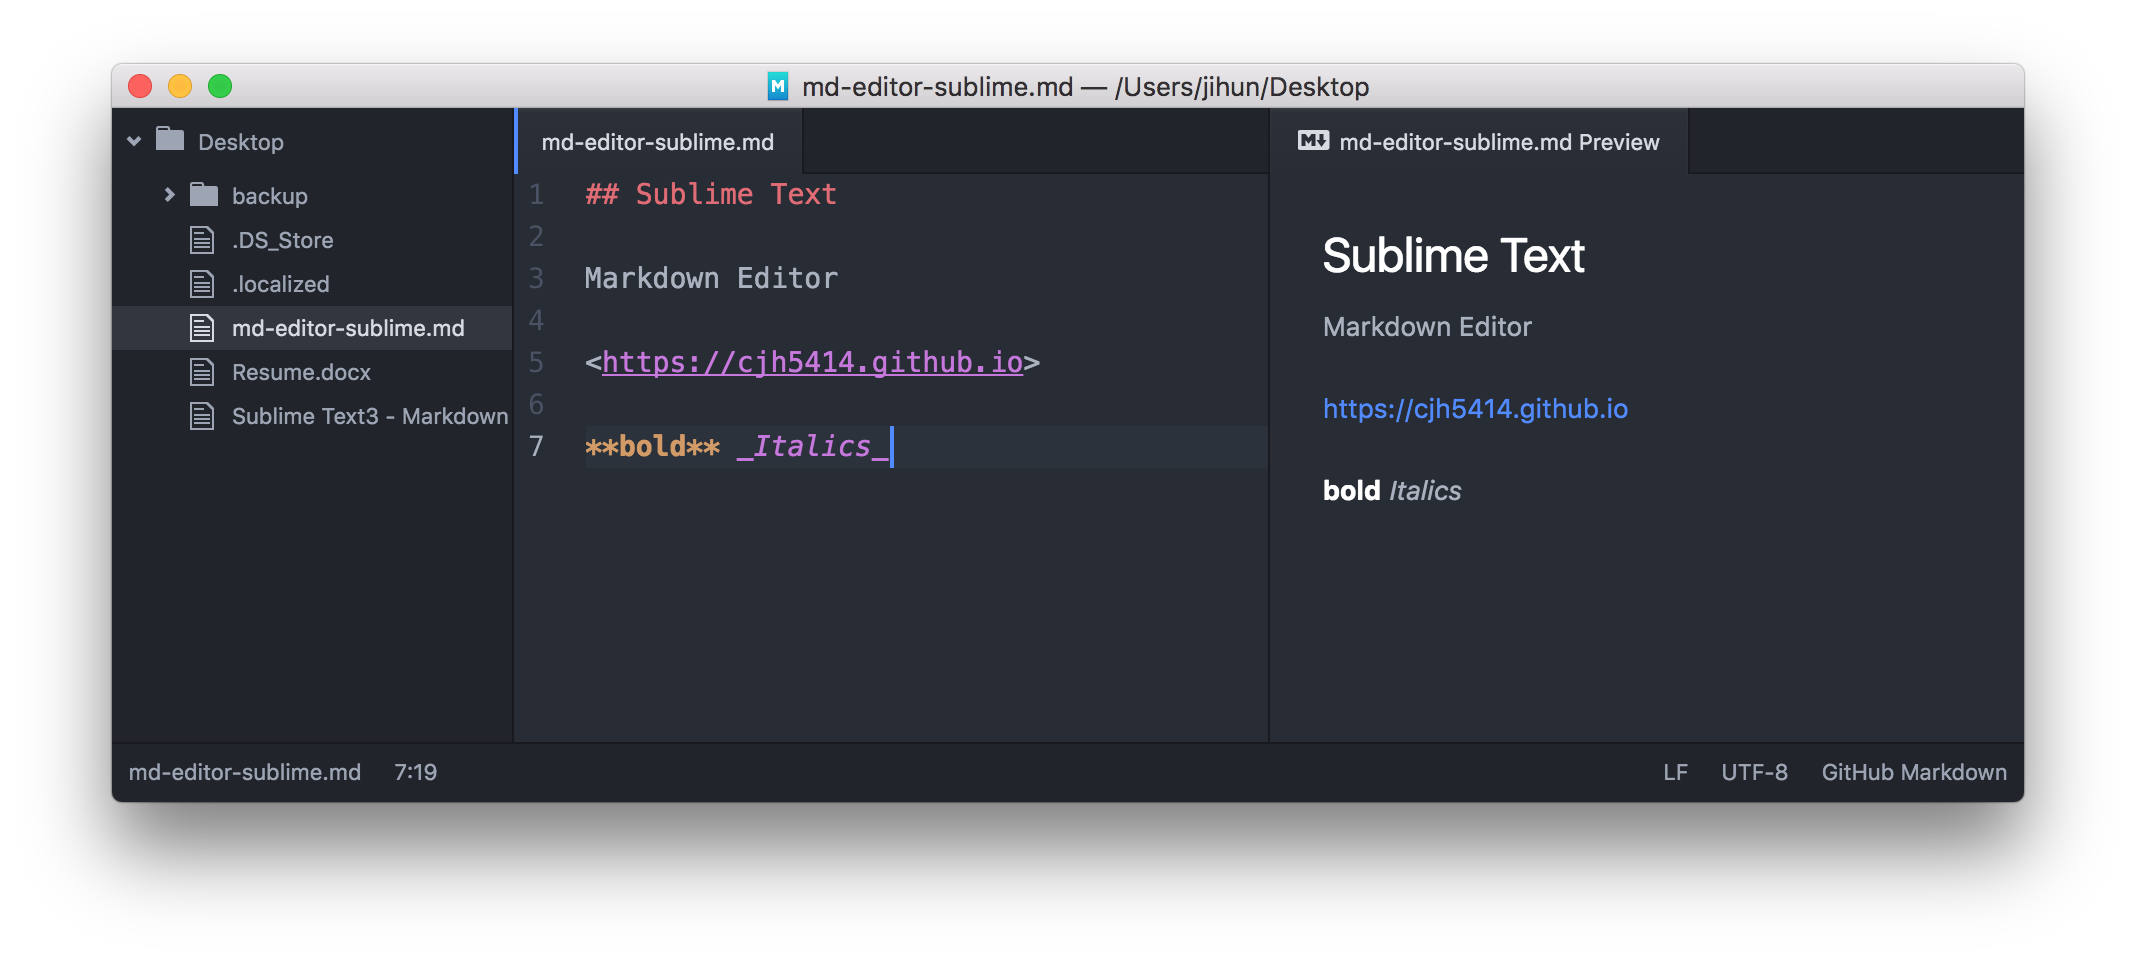 M md-editor-sublime.md — /Users/jihun/Desktop
Desktop
backup
.DS_Store
.localized
md-editor-sublime.md
Resume.docx
Sublime Text3 - Markdown
md-editor-sublime.md
1 ## Sublime Text
2
3 Markdown Editor
4
5 <https://cjh5414.github.io>
6
7 **bold** _Italics_
M md-editor-sublime.md Preview
Sublime Text
Markdown Editor
https://cjh5414.github.io
bold Italics
md-editor-sublime.md 7:19 LF UTF-8 GitHub Markdown